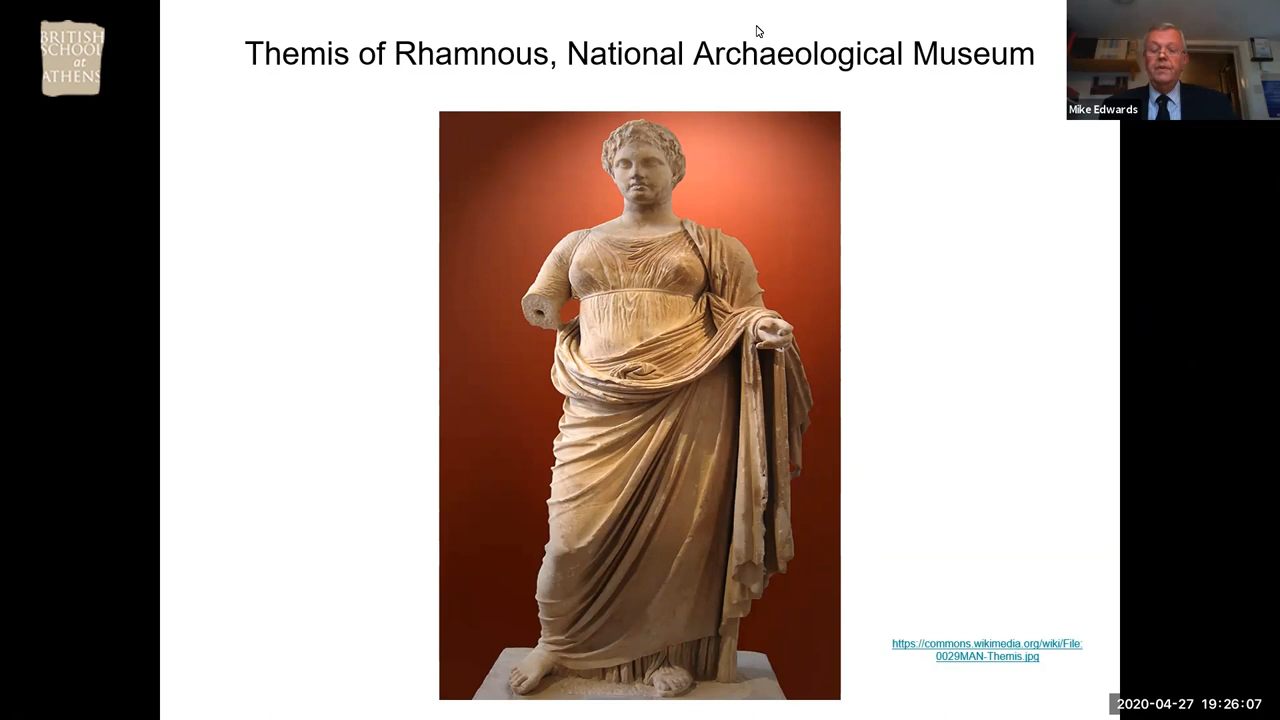 BRITISH
SCHOOL
at
ATHENS
Themis of Rhamnous, National Archaeological Museum
Mike Edwards
https://commons.wikimedia.org/wiki/File:
0029MAN-Themis.jpg
2020-04-27 19:26:07